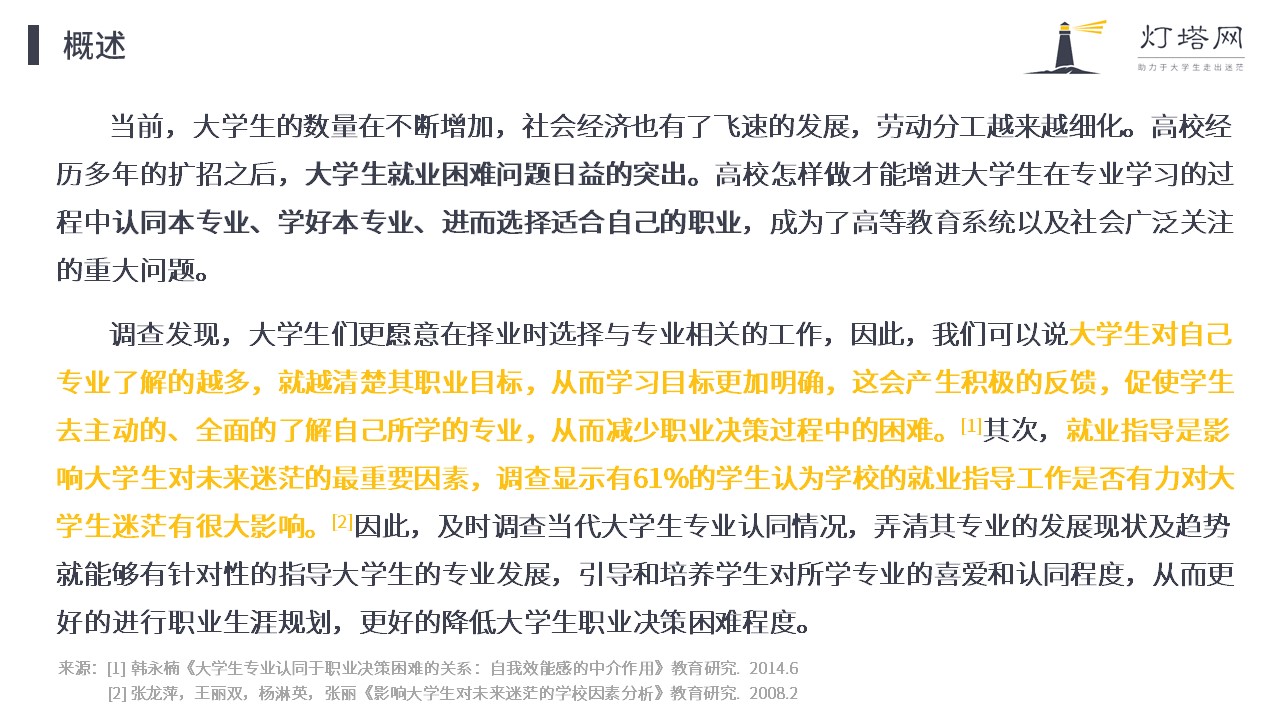 概述
灯塔网
助力于大学生走出迷茫
当前，大学生的数量在不断增加，社会经济也有了飞速的发展，劳动分工越来越细化。高校经
历多年的扩招之后，大学生就业困难问题日益的突出。高校怎样做才能增进大学生在专业学习的过
程中认同本专业、学好本专业、进而选择适合自己的职业，成为了高等教育系统以及社会广泛关注
的重大问题。
调查发现，大学生们更愿意在择业时选择与专业相关的工作，因此，我们可以说大学生对自己
专业了解的越多，就越清楚其职业目标，从而学习目标更加明确，这会产生积极的反馈，促使学生
去主动的、全面的了解自己所学的专业，从而减少职业决策过程中的困难。[1]其次，就业指导是影
响大学生对未来迷茫的最重要因素，调查显示有61%的学生认为学校的就业指导工作是否有力对大
学生迷茫有很大影响。[2]因此，及时调查当代大学生专业认同情况，弄清其专业的发展现状及趋势
就能够有针对性的指导大学生的专业发展，引导和培养学生对所学专业的喜爱和认同程度，从而更
好的进行职业生涯规划，更好的降低大学生职业决策困难程度。
来源：[1] 韩永楠《大学生专业认同于职业决策困难的关系：自我效能感的中介作用》教育研究. 2014.6
[2] 张龙萍，王丽双，杨淋英，张丽《影响大学生对未来迷茫的学校因素分析》教育研究. 2008.2